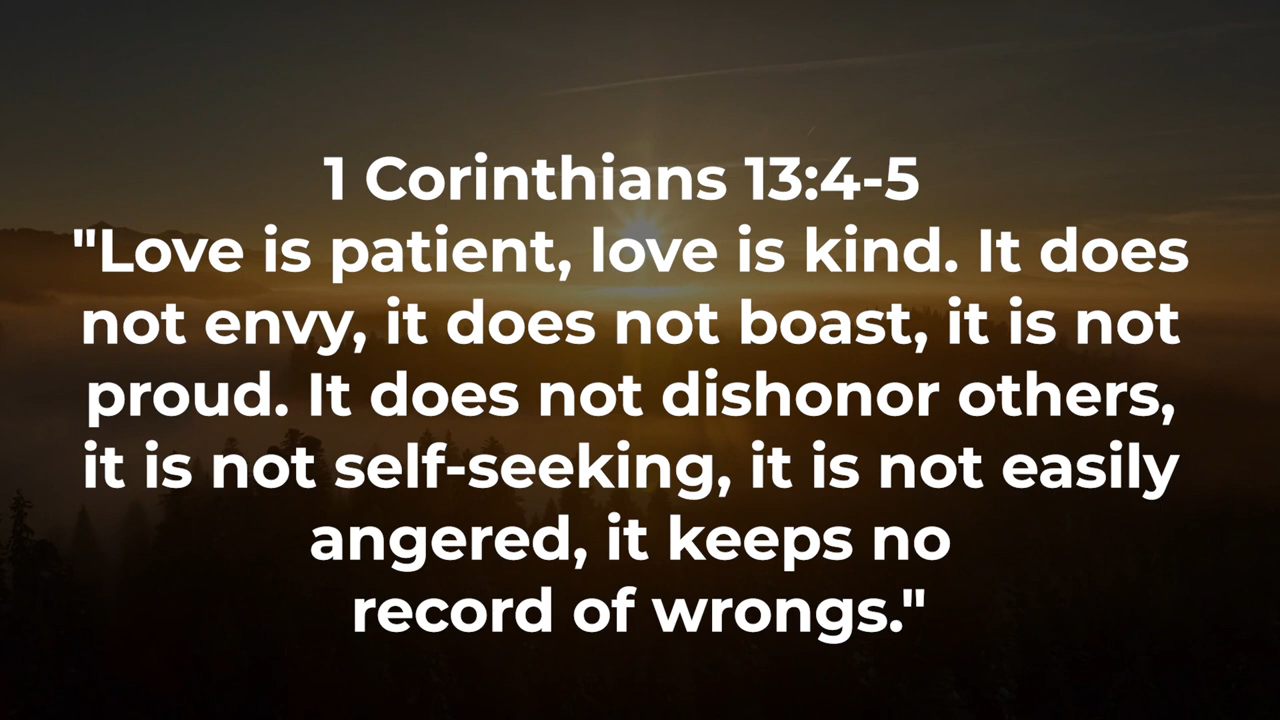 1 Corinthians 13:4-5
"Love is patient, love is kind. It does
not envy, it does not boast, it is not
proud. It does not dishonor others,
it is not self-seeking, it is not easily
angered, it keeps no
record of wrongs."